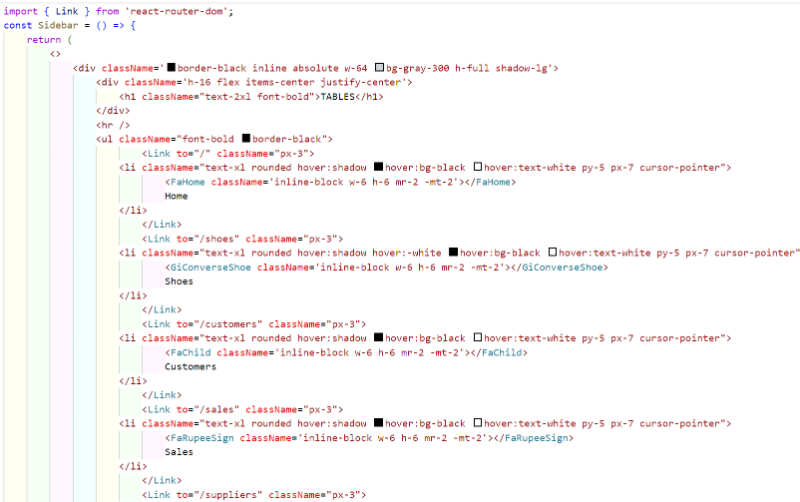 import { Link } from 'react-router-dom';
const Sidebar = () => {
return (
<>
<div className='border-black inline absolute w-64 bg-gray-300 h-full shadow-lg'>
<div className='h-16 flex items-center justify-center'>
<h1 className="text-2xl font-bold">TABLES</h1>
</div>
<hr />
<ul className="font-bold border-black">
<Link to="/" className="px-3">
<li className="text-xl rounded hover:shadow hover:bg-black hover:text-white py-5 px-7 cursor-pointer">
<FaHome className='inline-block w-6 h-6 mr-2 -mt-2'></FaHome>
Home
</li>
</Link>
<Link to="/shoes" className="px-3">
<li className="text-xl rounded hover:shadow hover:-white hover:bg-black hover:text-white py-5 px-7 cursor-pointer"
<GiConverseShoe className='inline-block w-6 h-6 mr-2 -mt-2'></GiConverseShoe>
Shoes
</li>
</Link>
<Link to="/customers" className="px-3">
<li className="text-xl rounded hover:shadow hover:bg-black hover:text-white py-5 px-7 cursor-pointer">
<FaChild className='inline-block w-6 h-6 mr-2 -mt-2'></FaChild>
Customers
</li>
</Link>
<Link to="/sales" className="px-3">
<li className="text-xl rounded hover:shadow hover:bg-black hover:text-white py-5 px-7 cursor-pointer">
<FaRupeeSign className='inline-block w-6 h-6 mr-2 -mt-2'></FaRupeeSign>
Sales
</li>
</Link>
<Link to="/suppliers" className="px-3">